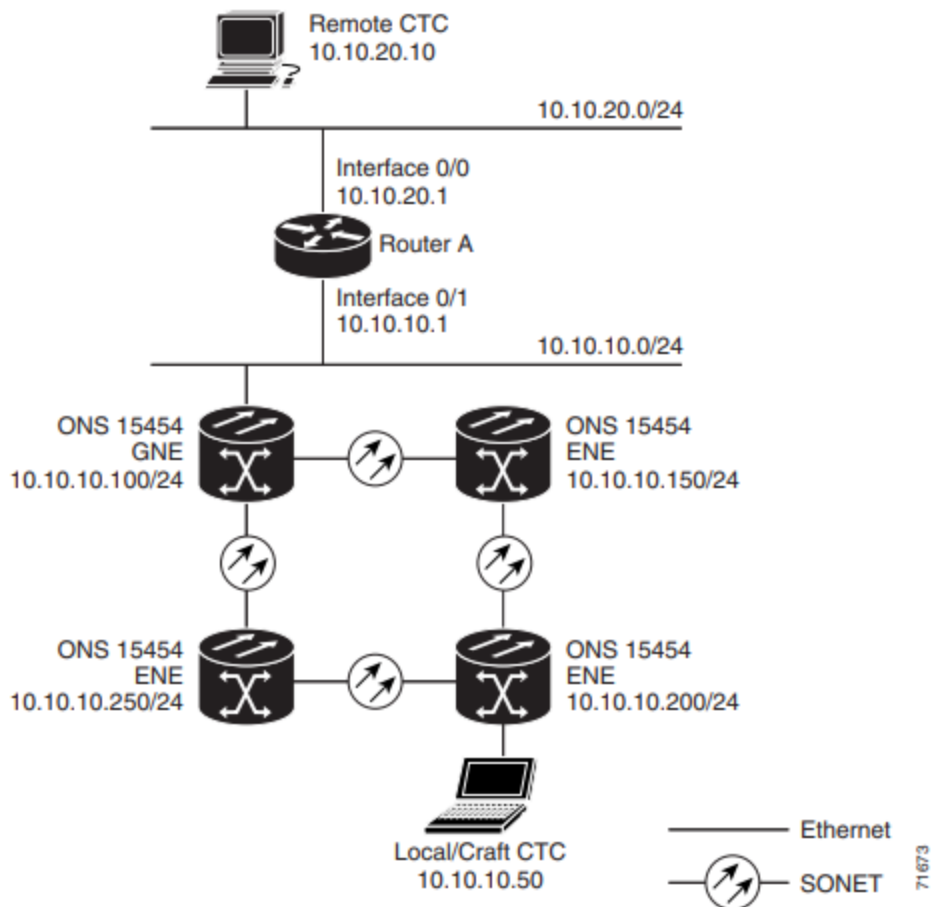 Remote CTC
10.10.20.10
10.10.20.0/24
Interface 0/0
10.10.20.1
Router A
Interface 0/1
10.10.10.1
10.10.10.0/24
ONS 15454
GNE
10.10.10.100/24
ONS 15454
ENE
10.10.10.150/24
ONS 15454
ENE
10.10.10.250/24
ONS 15454
ENE
10.10.10.200/24
Local/Craft CTC
10.10.10.50
Ethernet
SONET
71673